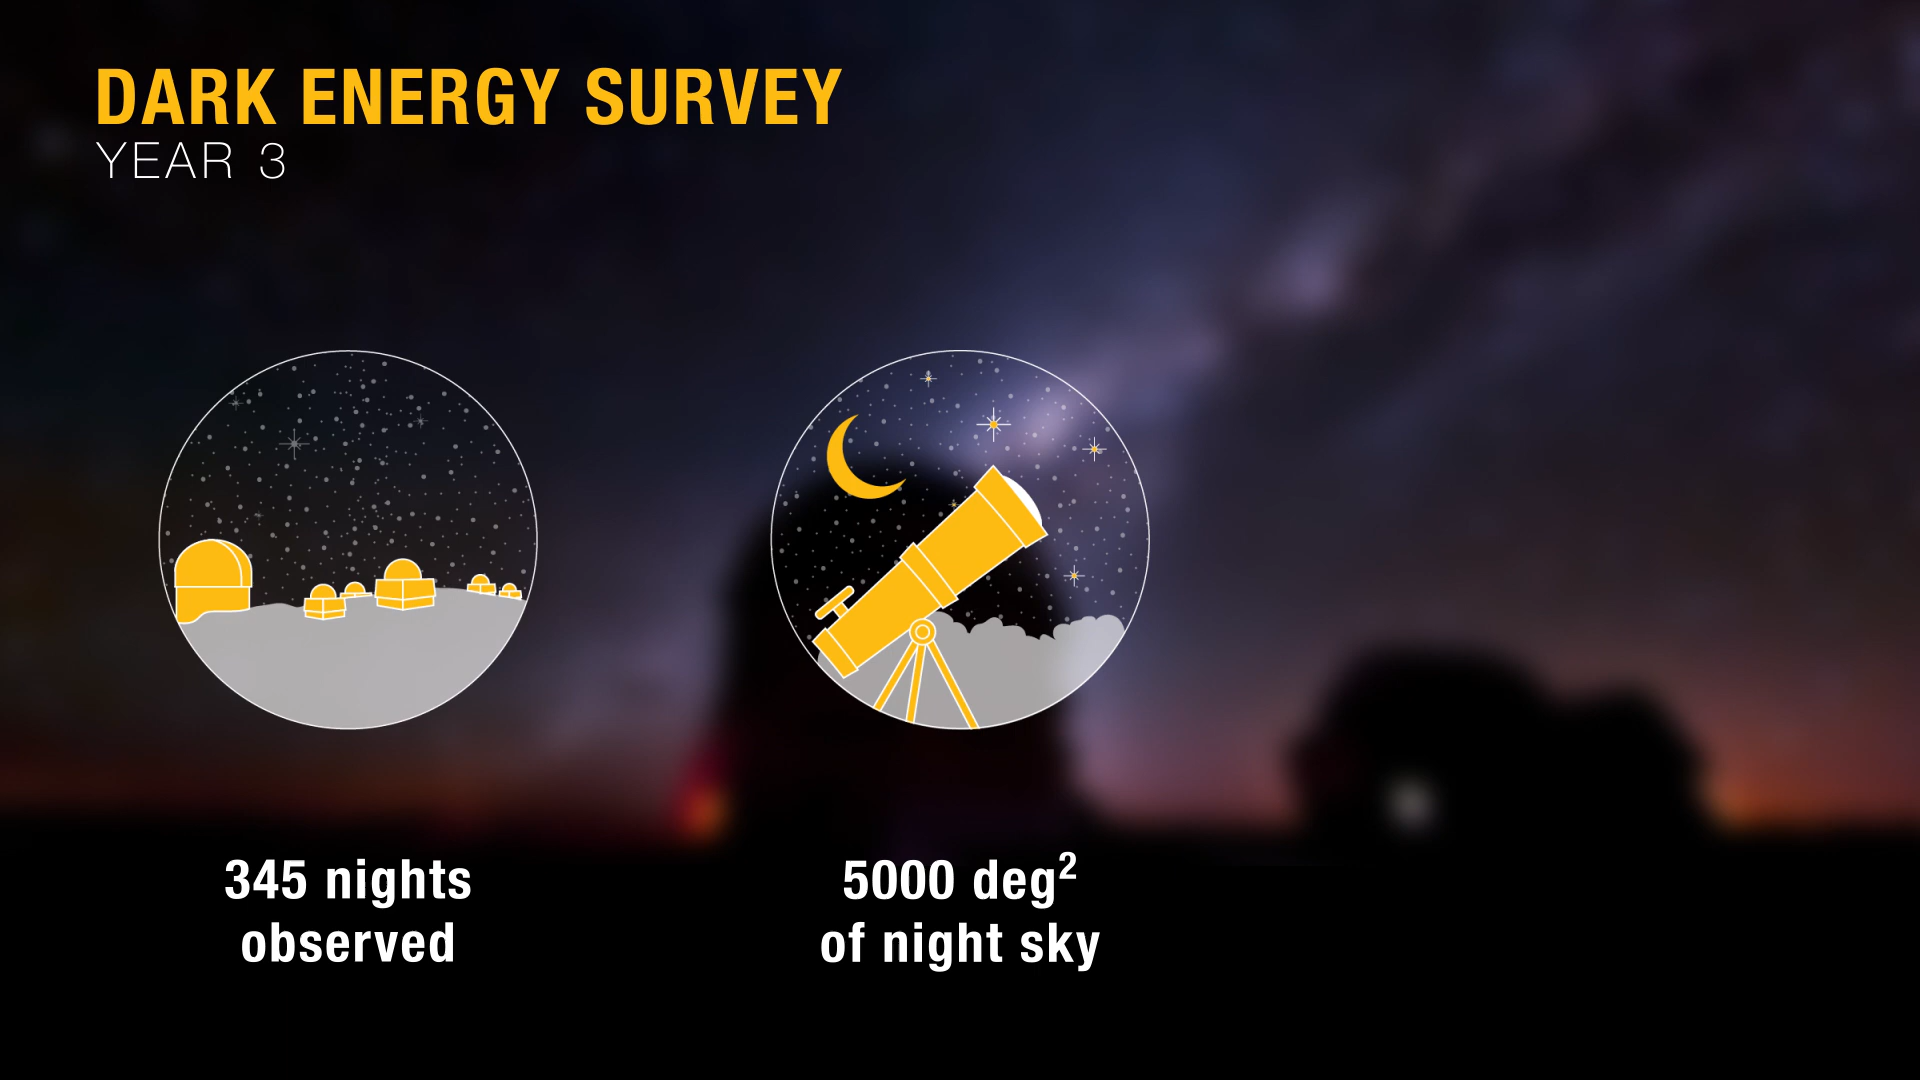 DARK ENERGY SURVEY
YEAR 3
345 nights
observed
5000 deg²
of night sky